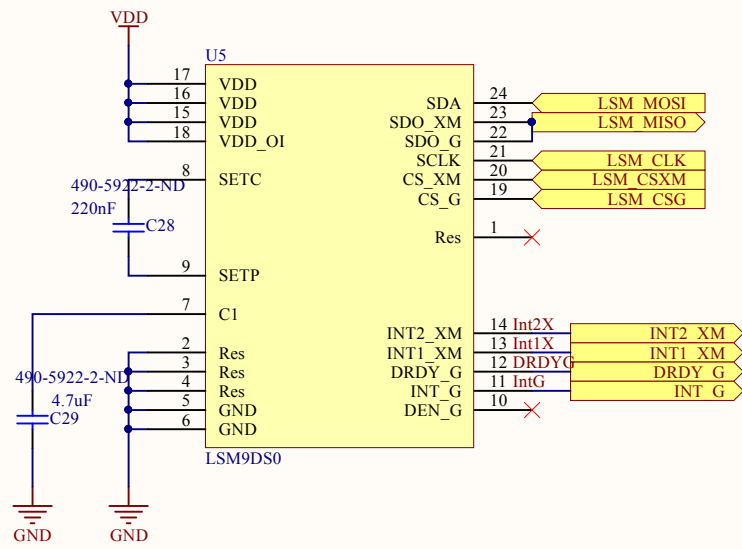 VDD
U5
17 VDD
16 VDD
15 VDD
18 VDD_OI
8 SETC
490-5922-2-ND
220nF
C28
9 SETP
7 C1
2 Res
3 Res
490-5922-2-ND
4 Res
4.7uF
5 GND
C29
6 GND
LSM9DS0
GND
GND
SDA 24 LSM_MOSI
SDO_XM 23 LSM_MISO
SDO_G 22
SCLK 21 LSM_CLK
CS_XM 20 LSM_CSXM
CS_G 19 LSM_CSG
Res 1
INT2_XM 14 Int2X INT2_XM
INT1_XM 13 Int1X INT1_XM
DRDY_G 12 DRDYG DRDY_G
INT_G 11 IntG INT_G
DEN_G 10